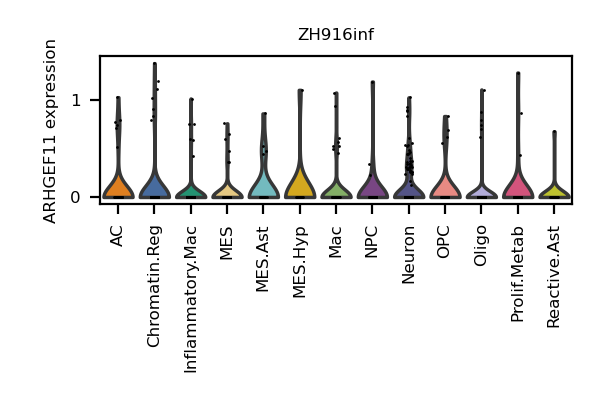 ZH916inf
ARHGEF11 expression
1
0
AC
Chromatin.Reg
Inflammatory.Mac
MES
MES.Ast
MES.Hyp
Mac
NPC
Neuron
OPC
Oligo
Prolif.Metab
Reactive.Ast